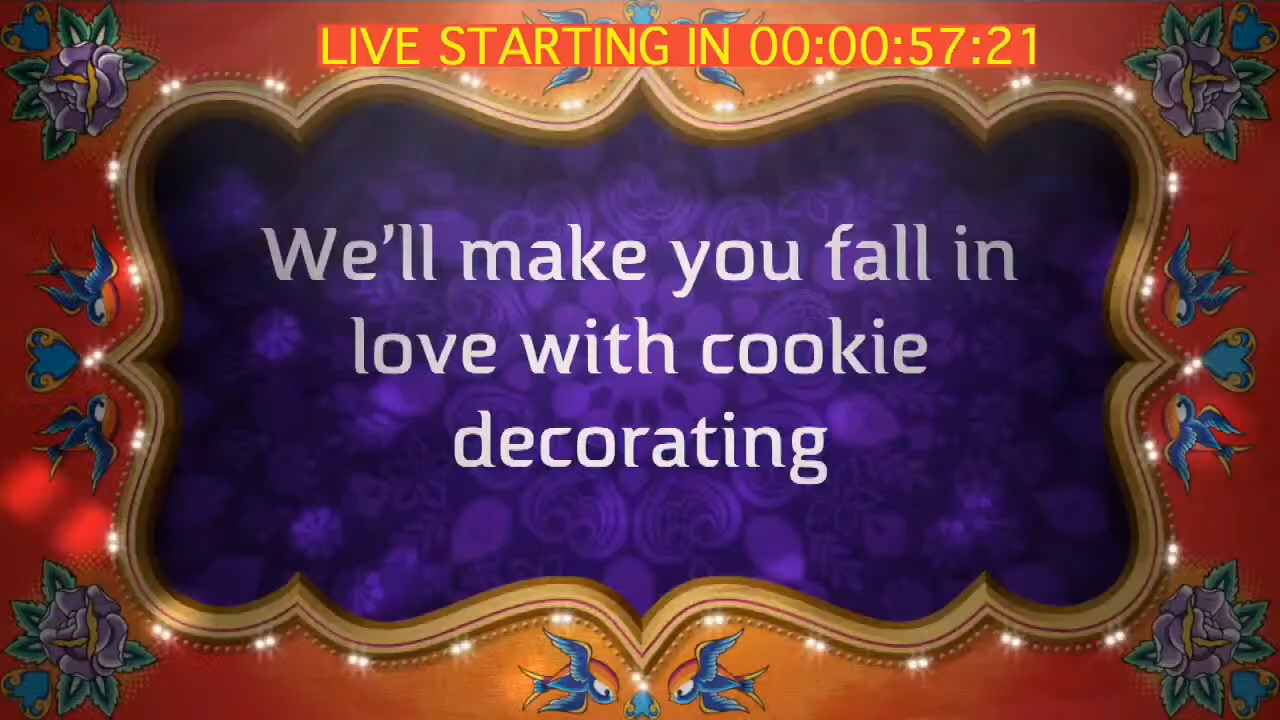 LIVE STARTING IN 00:00:57:21
We’ll make you fall in
love with cookie
decorating